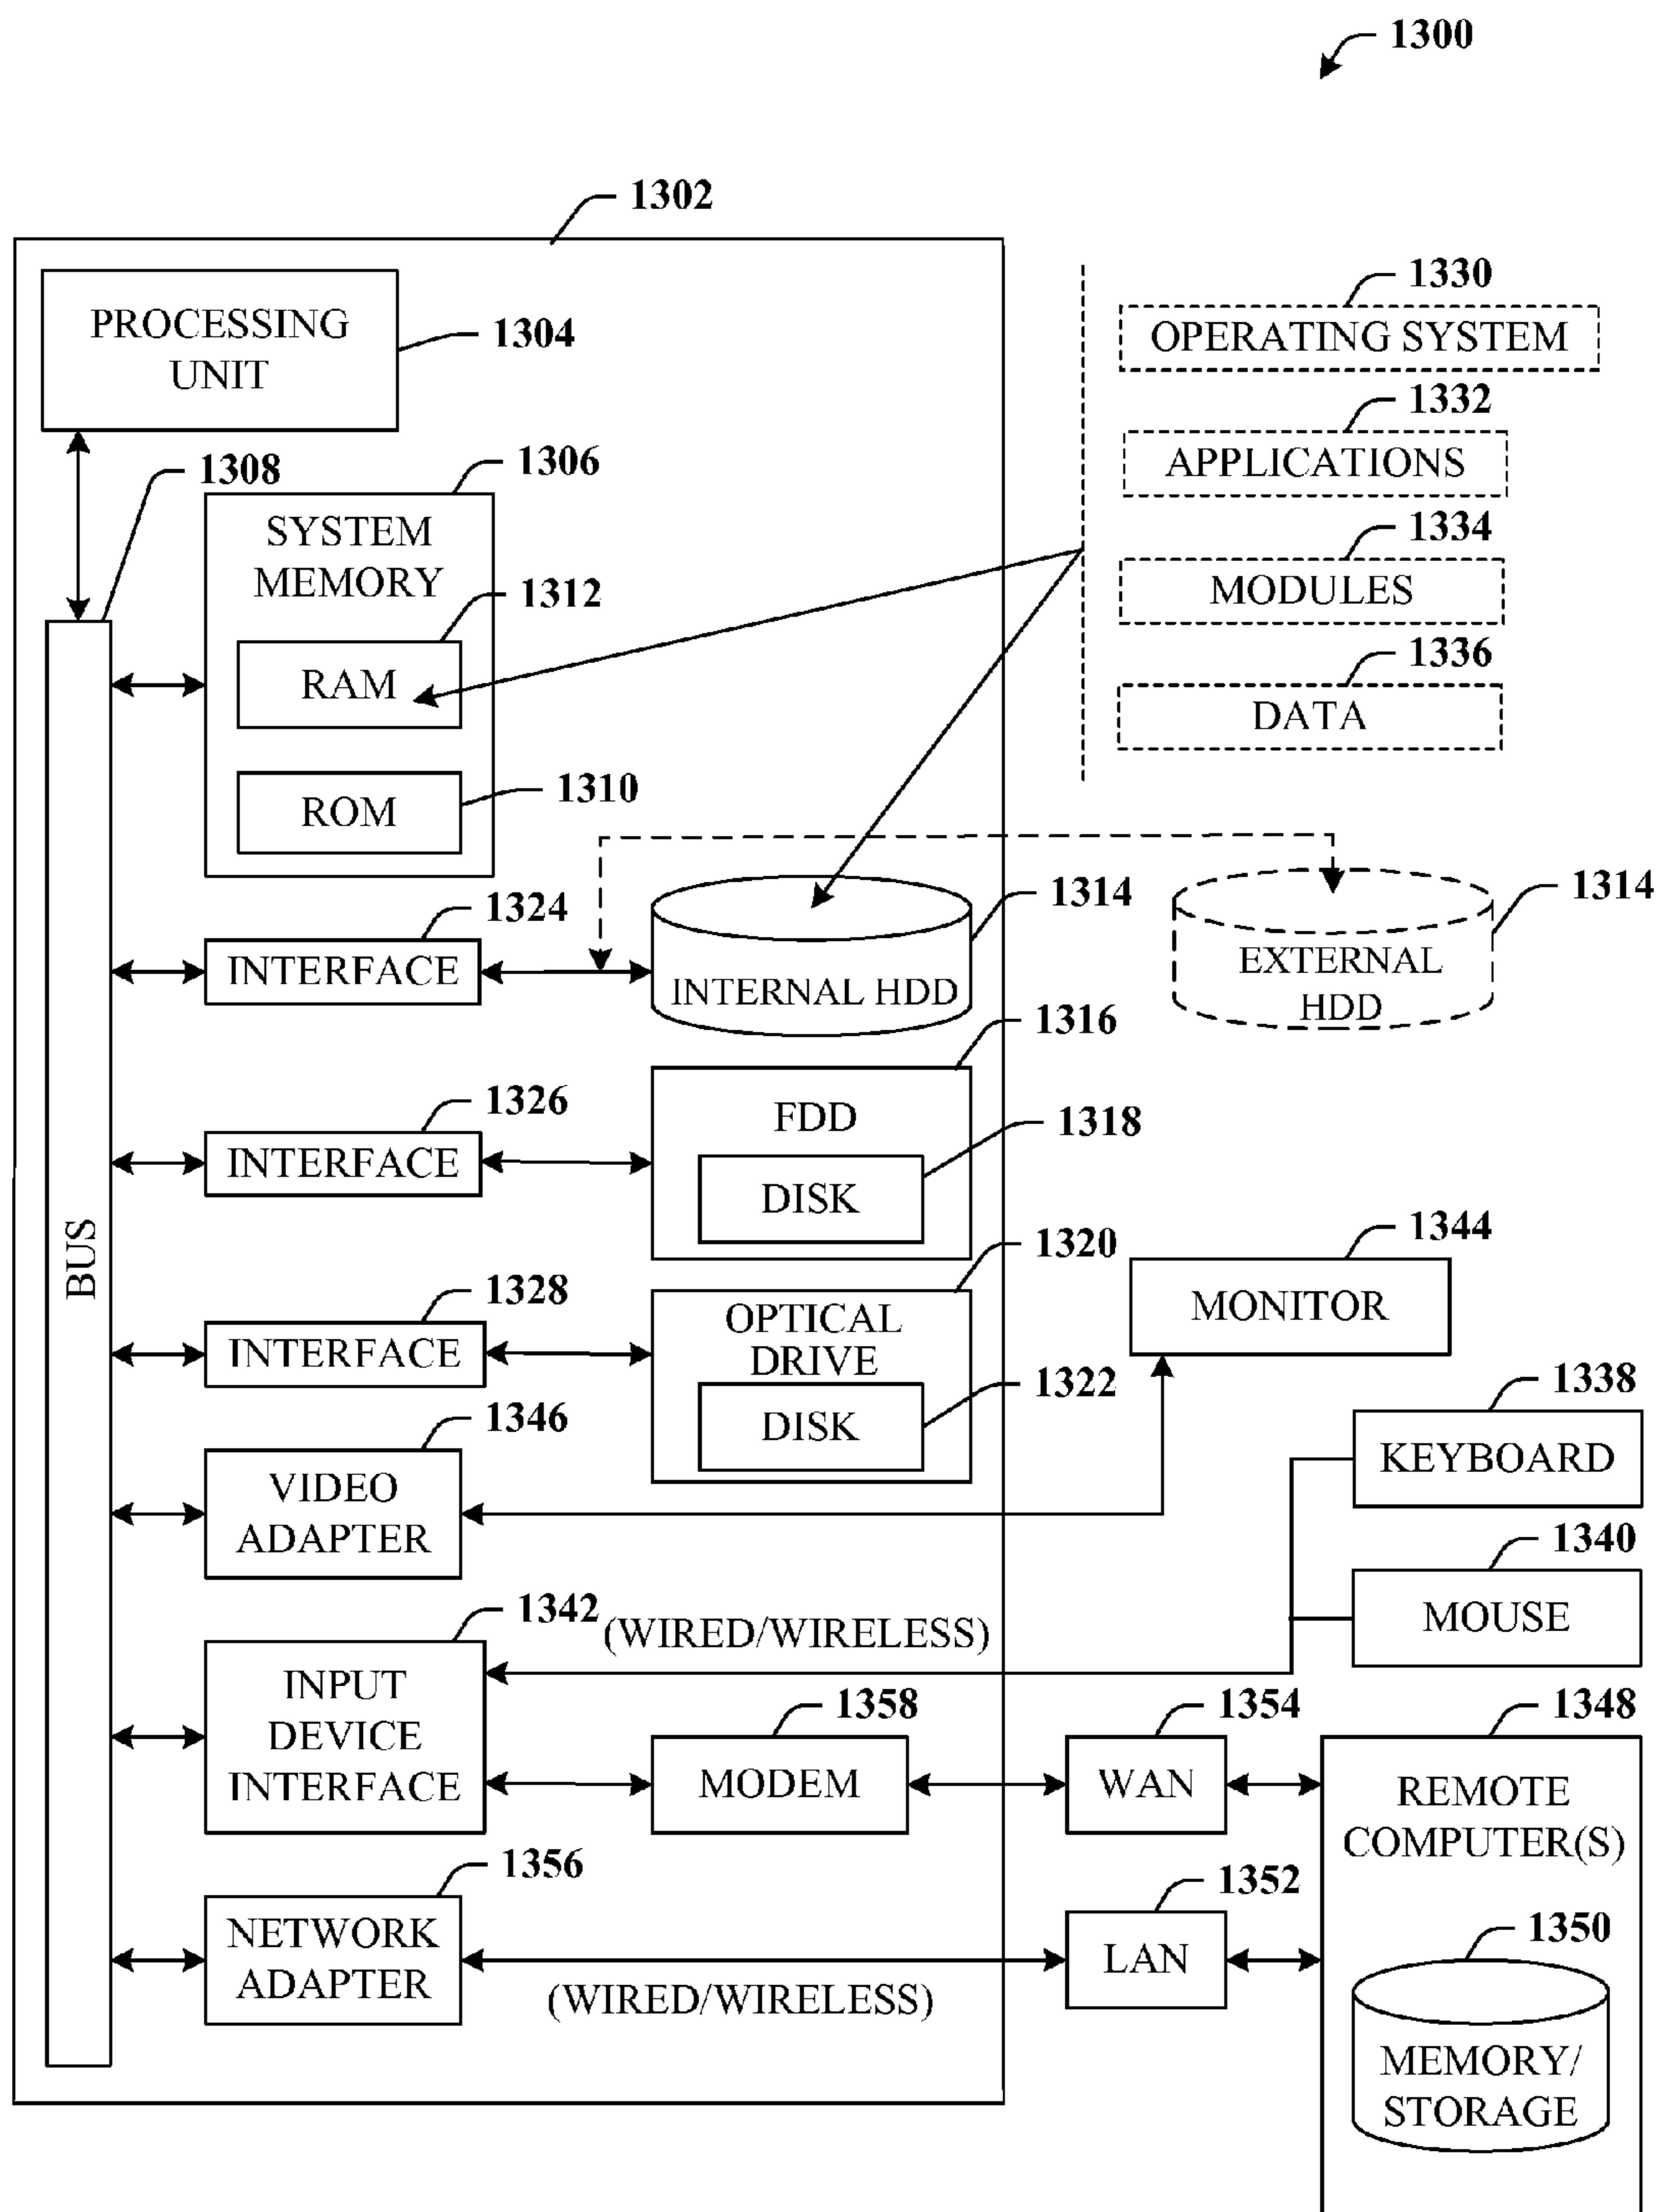 1300
1302
PROCESSING
UNIT
1304
1330
OPERATING SYSTEM
1332
APPLICATIONS
1334
MODULES
1336
DATA
1308
1306
SYSTEM
MEMORY
1312
RAM
1310
ROM
BUS
1324
INTERFACE
1314
INTERNAL HDD
1314
EXTERNAL
HDD
1326
INTERFACE
1316
FDD
1318
DISK
1328
INTERFACE
1320
OPTICAL
DRIVE
1322
DISK
1344
MONITOR
1346
VIDEO
ADAPTER
1338
KEYBOARD
1340
MOUSE
1342
(WIRED/WIRELESS)
INPUT
DEVICE
INTERFACE
1358
MODEM
1354
WAN
1348
REMOTE
COMPUTER(S)
1356
NETWORK
ADAPTER
(WIRED/WIRELESS)
1352
LAN
1350
MEMORY/
STORAGE